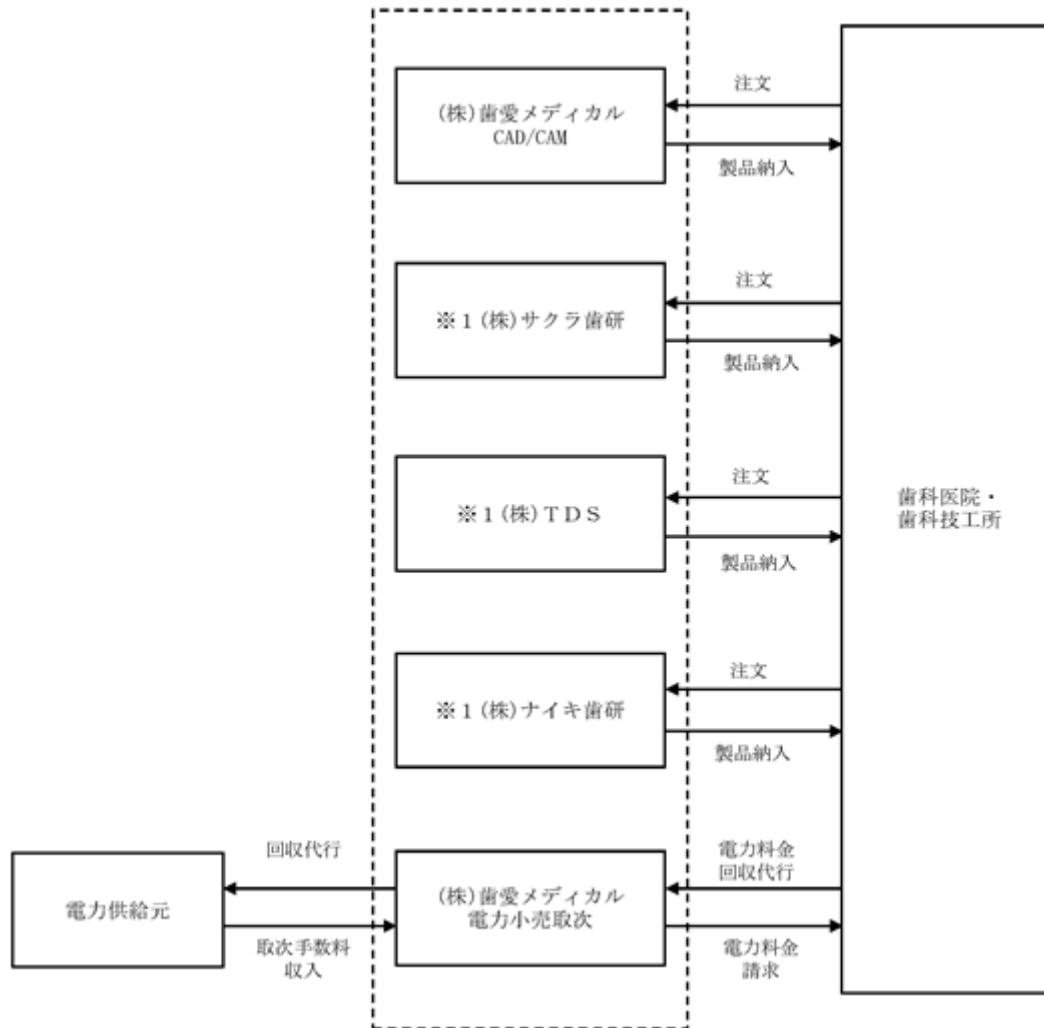 (株)歯愛メディカル
CAD/CAM
注文
製品納入
※1(株)サクラ歯研
注文
製品納入
※1(株)TDS
注文
製品納入
歯科医院・
歯科技工所
※1(株)ナイキ歯研
注文
製品納入
電力供給元
回収代行
取次手数料
収入
(株)歯愛メディカル
電力小売取次
電力料金
回収代行
電力料金
請求